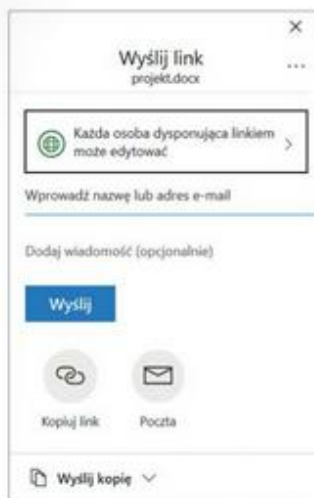 Wyślij link
projekt.docx
Każda osoba dysponująca linkiem
może edytować
Wprowadź nazwę lub adres e-mail
Dodaj wiadomość (opcjonalnie)
Wyślij
Kopiuj link Poczta
Wyślij kopię